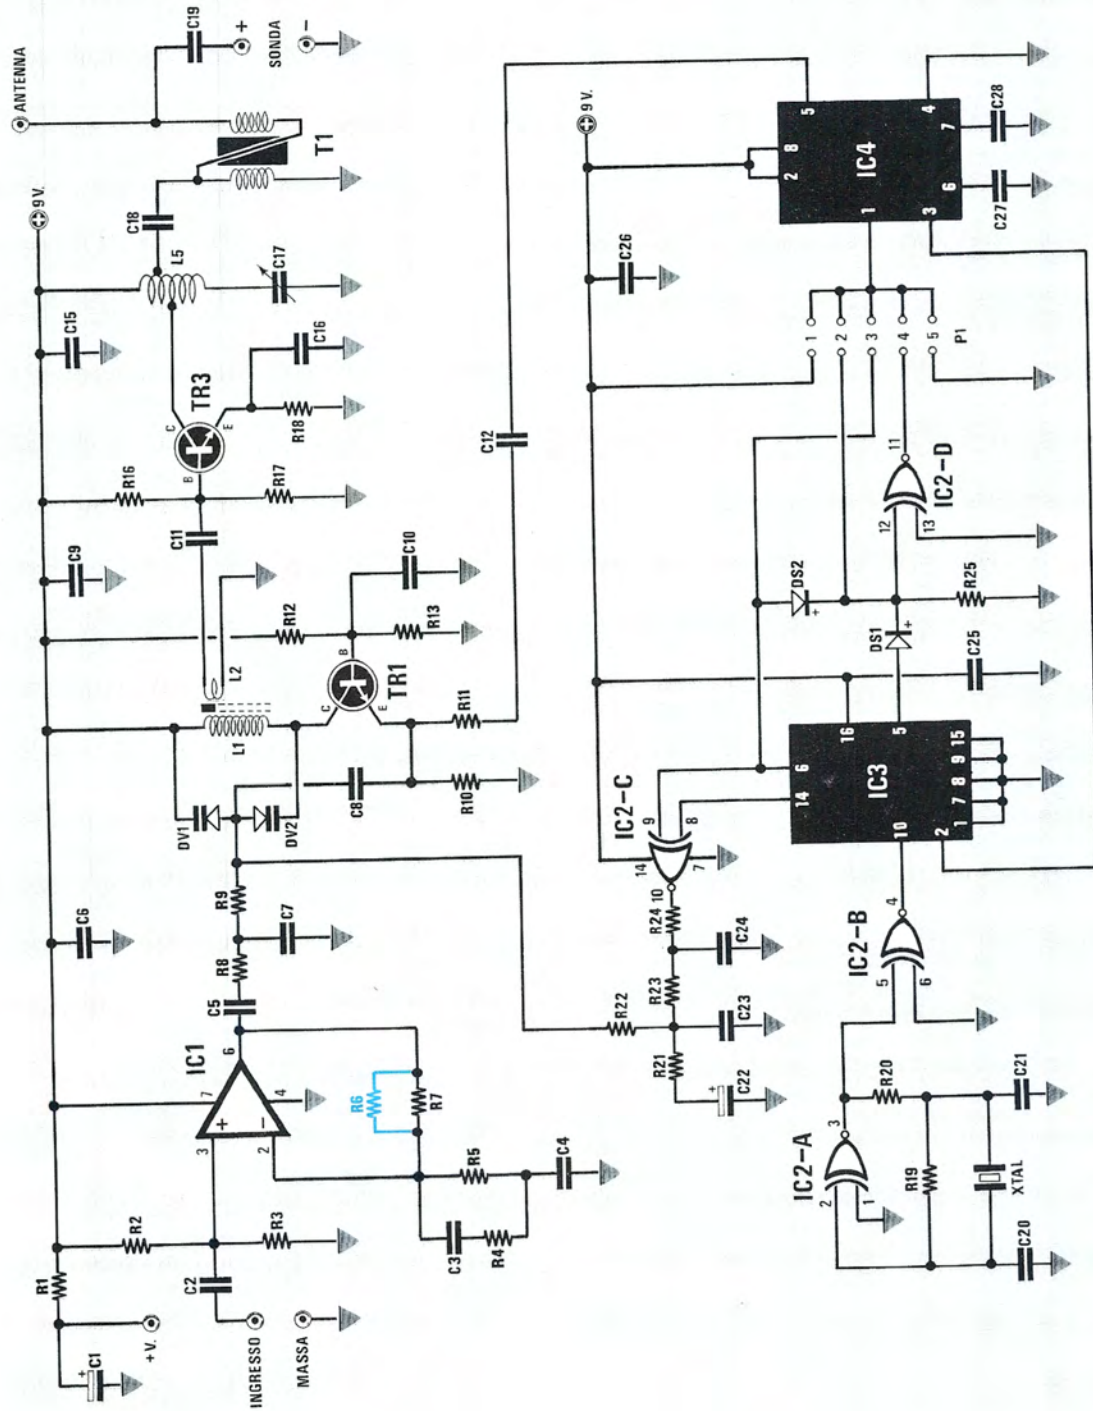 ANTENNA
C19
+
SONDA
−
T1
9 V.
C18
L5
C17
C15
C16
TR3
C
B
E
R18
R16
R17
C11
C9
C10
L2
R12
R13
L1
TR1
B
C
E
R11
R10
C8
C12
DV1
DV2
C6
R9
R8
C7
C5
IC1
7
6
4
3
2
+
−
R6
R7
R5
C4
C3
R4
R2
R3
C2
R1
C1
+
+V.
INGRESSO
MASSA
9 V.
5
4
8
2
7
IC4
1
6
3
C28
C27
C26
1
2
3
4
5
P1
11
IC2-D
12
13
DS2
+
DS1
+
R25
C25
16
5
6
14
IC3
10
2
15
9
8
7
1
IC2-C
9
8
14
7
10
R24
C24
R23
C23
R22
R21
+
C22
4
IC2-B
5
6
R20
C21
IC2-A
3
2
1
R19
XTAL
C20